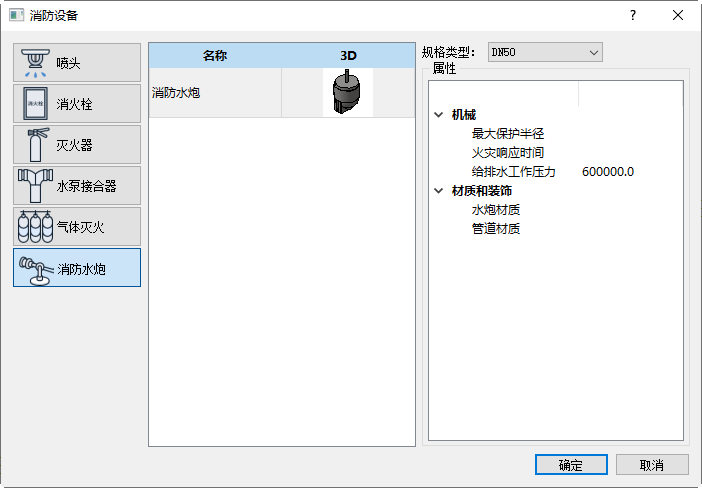 消防设备
?
喷头
消火栓
消火栓
灭火器
水泵接合器
气体灭火
消防水炮
名称 3D
消防水炮
规格类型： DN50
属性
机械
最大保护半径
火灾响应时间
给排水工作压力 600000.0
材质和装饰
水炮材质
管道材质
确定 取消